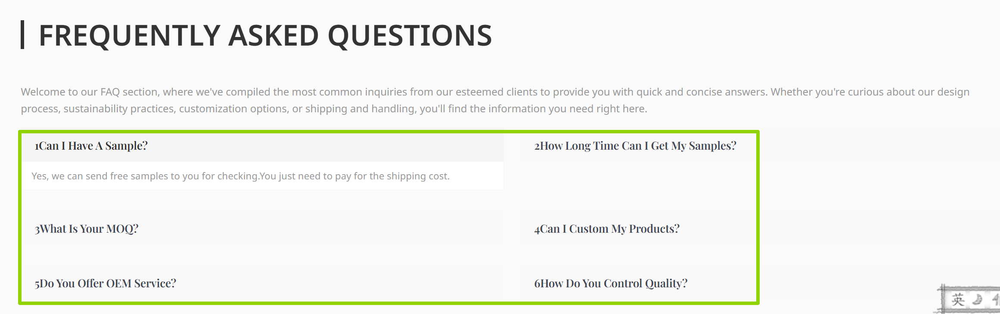 FREQUENTLY ASKED QUESTIONS
Welcome to our FAQ section, where we've compiled the most common inquiries from our esteemed clients to provide you with quick and concise answers. Whether you're curious about our design
process, sustainability practices, customization options, or shipping and handling, you'll find the information you need right here.
1Can I Have A Sample?
2How Long Time Can I Get My Samples?
Yes, we can send free samples to you for checking.You just need to pay for the shipping cost.
3What Is Your MOQ?
4Can I Custom My Products?
5Do You Offer OEM Service?
6How Do You Control Quality?
英